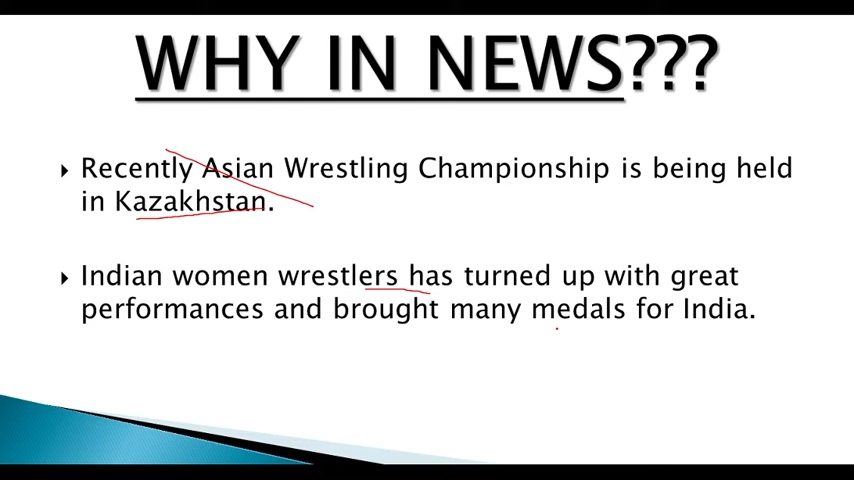 WHY IN NEWS???
Recently Asian Wrestling Championship is being held
in Kazakhstan.
Indian women wrestlers has turned up with great
performances and brought many medals for India.